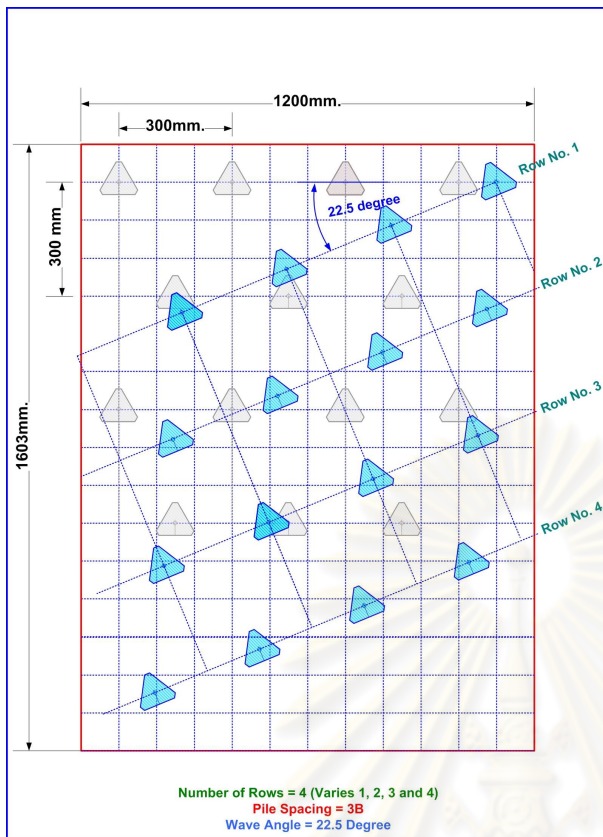 1200mm.
300mm.
Row No. 1
22.5 degree
300 mm
Row No. 2
Row No. 3
1603mm.
Row No. 4
Number of Rows = 4 (Varies 1, 2, 3 and 4)
Pile Spacing = 3B
Wave Angle = 22.5 Degree